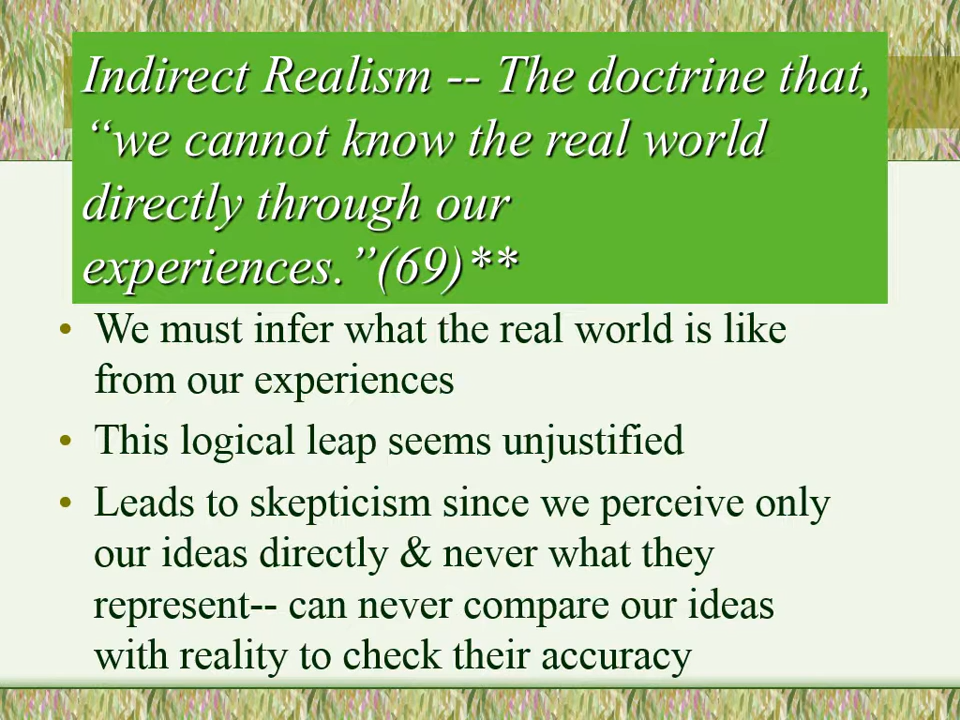 Indirect Realism -- The doctrine that,
“we cannot know the real world
directly through our
experiences.”(69)**
• We must infer what the real world is like
from our experiences
• This logical leap seems unjustified
• Leads to skepticism since we perceive only
our ideas directly & never what they
represent-- can never compare our ideas
with reality to check their accuracy